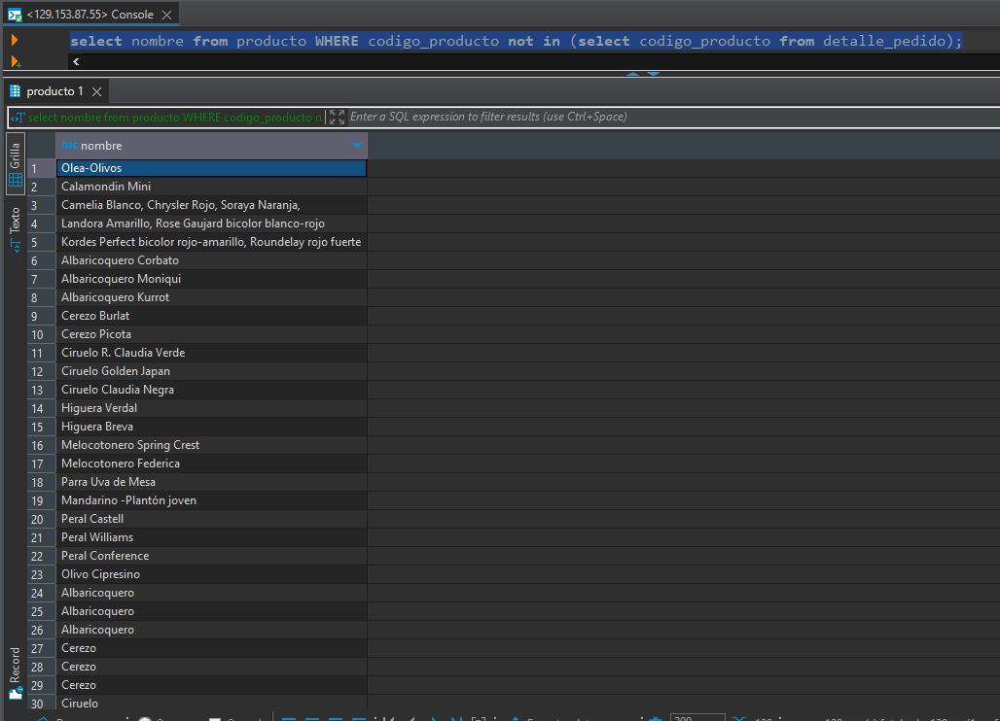 <129.153.87.55> Console
select nombre from producto WHERE codigo_producto not in (select codigo_producto from detalle_pedido);
producto 1
select nombre from producto WHERE codigo_producto n Enter a SQL expression to filter results (use Ctrl+Space)
Grilla
Texto
Record
ABC nombre
1 Olea-Olivos
2 Calamondin Mini
3 Camelia Blanco, Chrysler Rojo, Soraya Naranja,
4 Landora Amarillo, Rose Gaujard bicolor blanco-rojo
5 Kordes Perfect bicolor rojo-amarillo, Roundelay rojo fuerte
6 Albaricoquero Corbato
7 Albaricoquero Moniqui
8 Albaricoquero Kurrot
9 Cerezo Burlat
10 Cerezo Picota
11 Ciruelo R. Claudia Verde
12 Ciruelo Golden Japan
13 Ciruelo Claudia Negra
14 Higuera Verdal
15 Higuera Breva
16 Melocotonero Spring Crest
17 Melocotonero Federica
18 Parra Uva de Mesa
19 Mandarino -Plantón joven
20 Peral Castell
21 Peral Williams
22 Peral Conference
23 Olivo Cipresino
24 Albaricoquero
25 Albaricoquero
26 Albaricoquero
27 Cerezo
28 Cerezo
29 Cerezo
30 Ciruelo